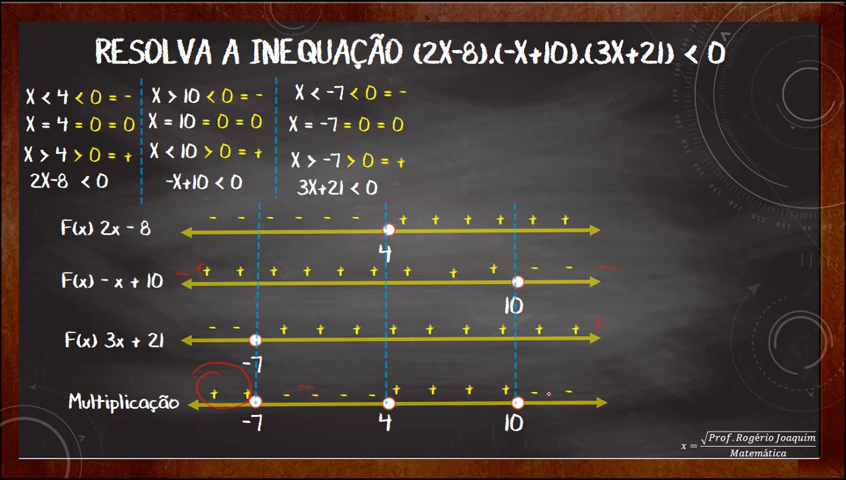 RESOLVA A INEQUAÇÃO (2X-8).(-X+10).(3X+21) < 0
X < 4 < 0 = -
X = 4 = 0 = 0
X > 4 > 0 = +
2X-8 < 0
X > 10 < 0 = -
X = 10 = 0 = 0
X < 10 > 0 = +
-X+10 < 0
X < -7 < 0 = -
X = -7 = 0 = 0
X > -7 > 0 = +
3X+21 < 0
F(x) 2x - 8
- - - - - - + + + + + +
4
F(x) - x + 10
- + + + + + + + + + - - -
10
F(x) 3x + 21
- - + + + + + + + + + +
-7
Multiplicação
+ + - - - - + + + + - -
-7 4 10
x = √Prof. Rogério Joaquim
Matemática